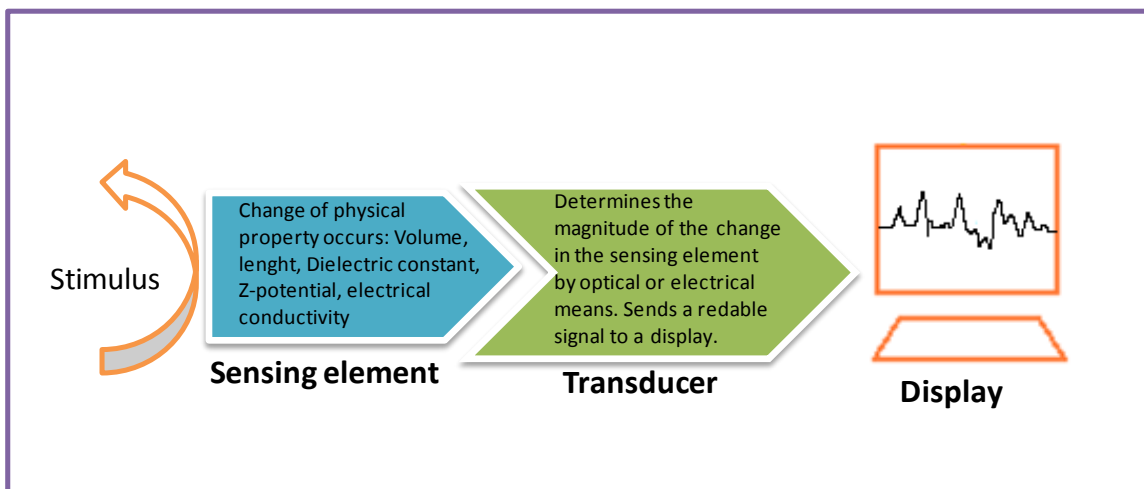 Stimulus
Change of physical
property occurs: Volume,
lenght, Dielectric constant,
Z-potential, electrical
conductivity
Sensing element
Determines the
magnitude of the change
in the sensing element
by optical or electrical
means. Sends a redable
signal to a display.
Transducer
Display